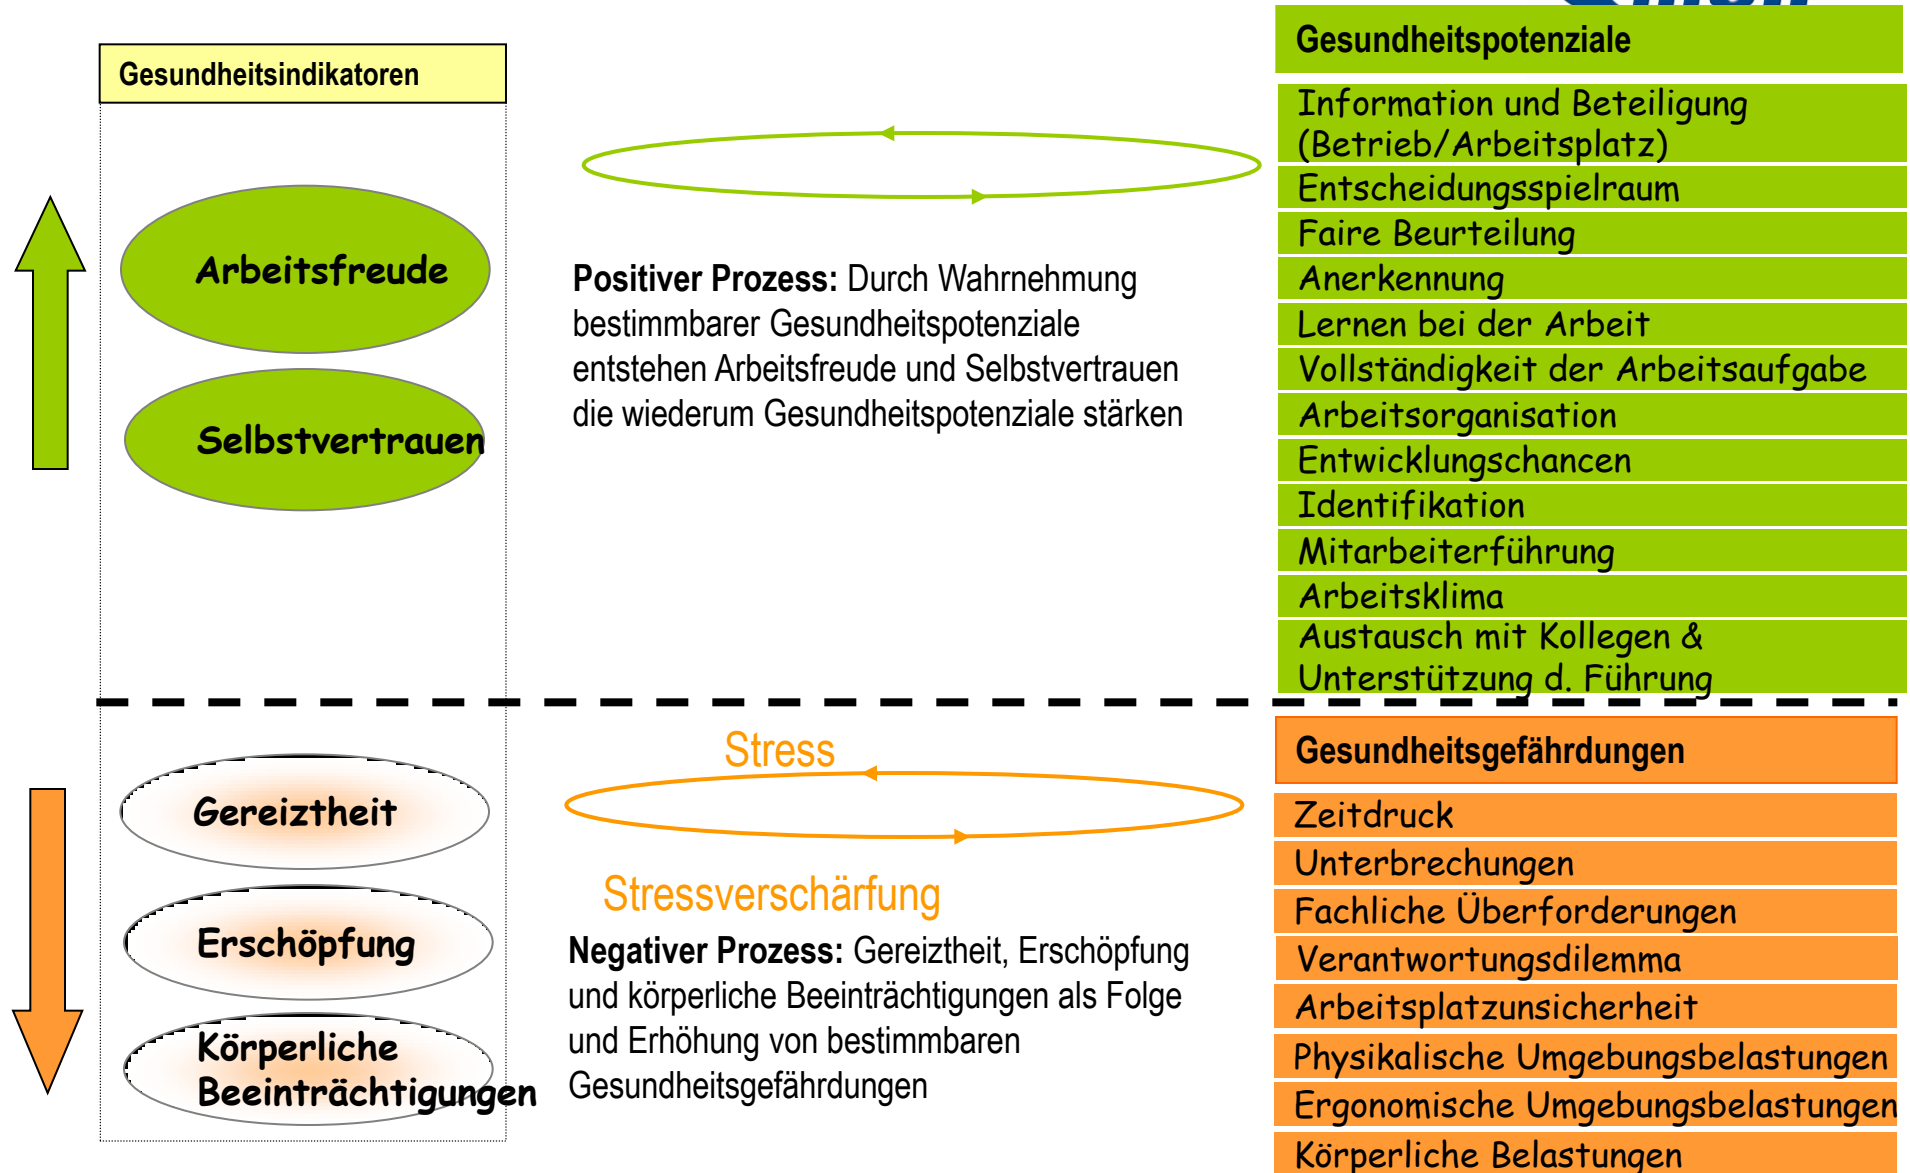 Gesundheitsindikatoren
Arbeitsfreude
Selbstvertrauen
Positiver Prozess: Durch Wahrnehmung
bestimmbarer Gesundheitspotenziale
entstehen Arbeitsfreude und Selbstvertrauen
die wiederum Gesundheitspotenziale stärken
Gesundheitspotenziale
Information und Beteiligung
(Betrieb/Arbeitsplatz)
Entscheidungsspielraum
Faire Beurteilung
Anerkennung
Lernen bei der Arbeit
Vollständigkeit der Arbeitsaufgabe
Arbeitsorganisation
Entwicklungschancen
Identifikation
Mitarbeiterführung
Arbeitsklima
Austausch mit Kollegen &
Unterstützung d. Führung
Gereiztheit
Erschöpfung
Körperliche
Beeinträchtigungen
Stress
Stressverschärfung
Negativer Prozess: Gereiztheit, Erschöpfung
und körperliche Beeinträchtigungen als Folge
und Erhöhung von bestimmbaren
Gesundheitsgefährdungen
Gesundheitsgefährdungen
Zeitdruck
Unterbrechungen
Fachliche Überforderungen
Verantwortungsdilemma
Arbeitsplatzunsicherheit
Physikalische Umgebungsbelastungen
Ergonomische Umgebungsbelastungen
Körperliche Belastungen